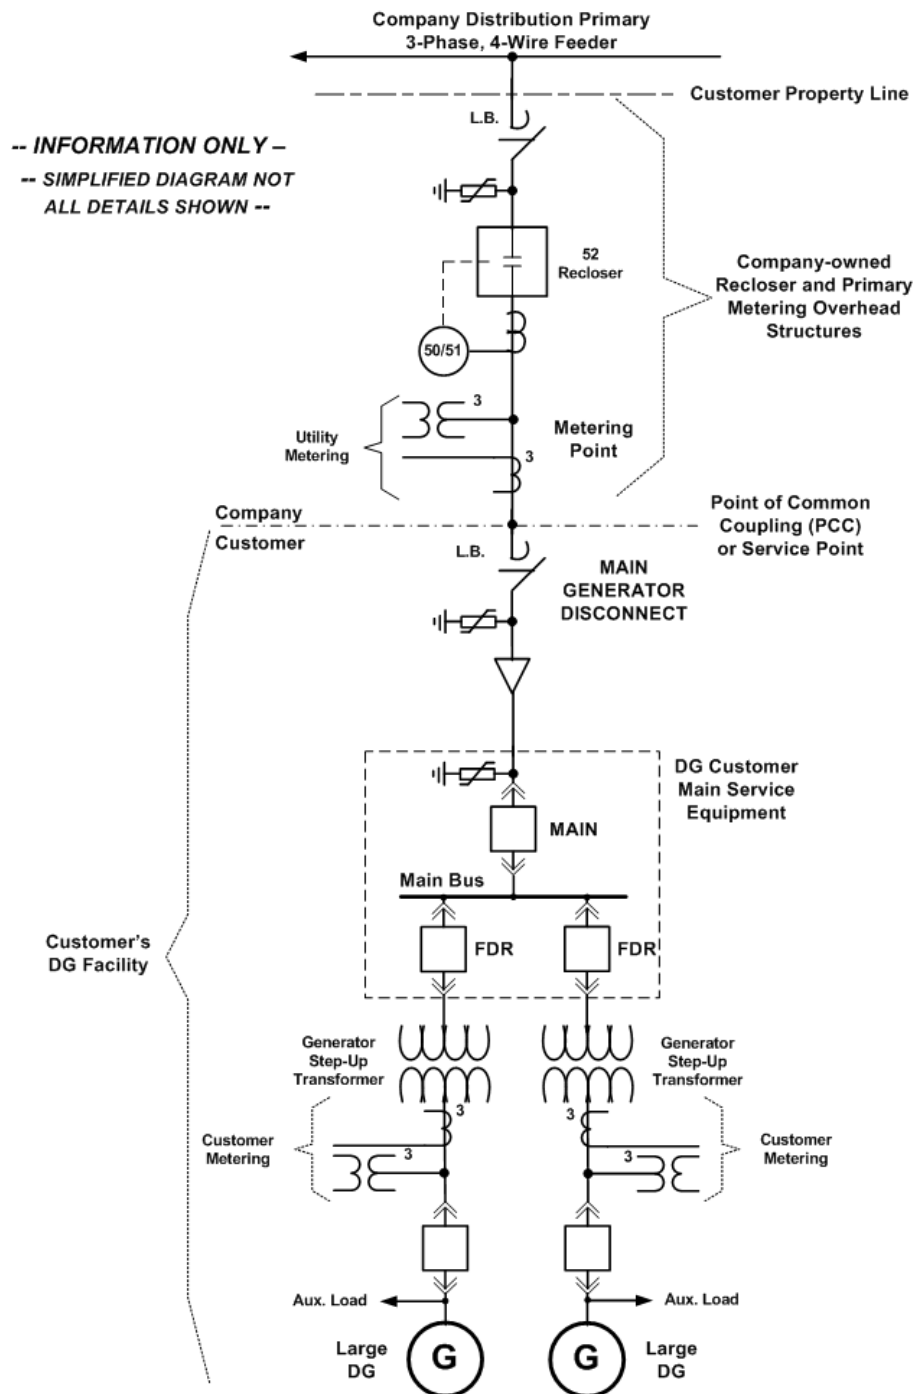 Company Distribution Primary
3-Phase, 4-Wire Feeder
Customer Property Line
L.B.
-- INFORMATION ONLY –
-- SIMPLIFIED DIAGRAM NOT
ALL DETAILS SHOWN --
52
Recloser
Company-owned
Recloser and Primary
Metering Overhead
Structures
50/51
3
Utility
Metering
Metering
Point
3
Company
Customer
Point of Common
Coupling (PCC)
or Service Point
L.B.
MAIN
GENERATOR
DISCONNECT
DG Customer
Main Service
Equipment
MAIN
Main Bus
FDR
FDR
Customer's
DG Facility
Generator
Step-Up
Transformer
Generator
Step-Up
Transformer
3
3
Customer
Metering
3
3
Customer
Metering
Aux. Load
Aux. Load
Large
DG
G
G
Large
DG